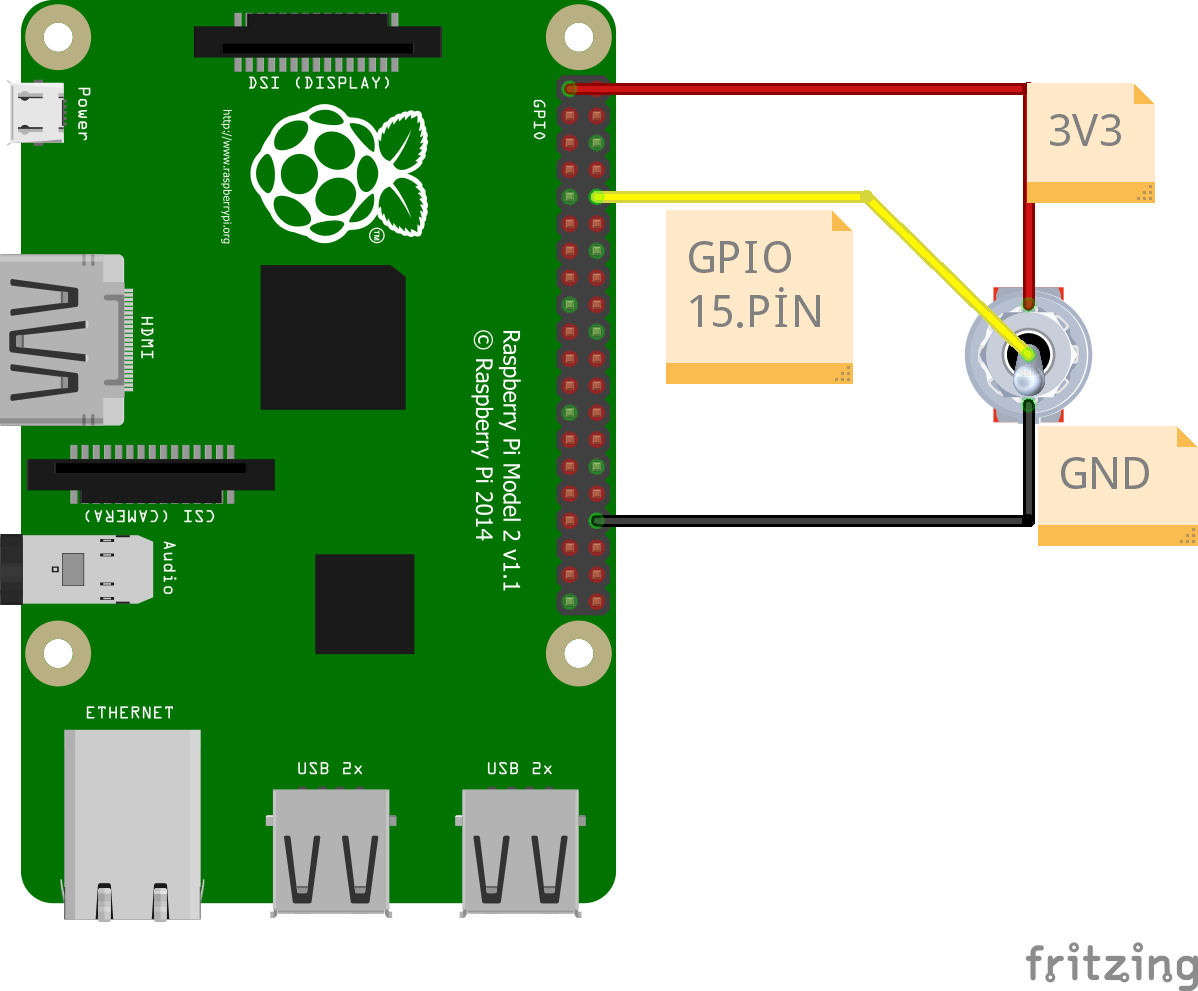 DSI (DISPLAY)
Power
http://www.raspberrypi.org
TM
GPIO
3V3
GPIO
15.PİN
HDMI
Raspberry Pi Model 2 v1.1
© Raspberry Pi 2014
GND
CSI (CAMERA)
Audio
ETHERNET
USB 2x
USB 2x
fritzing